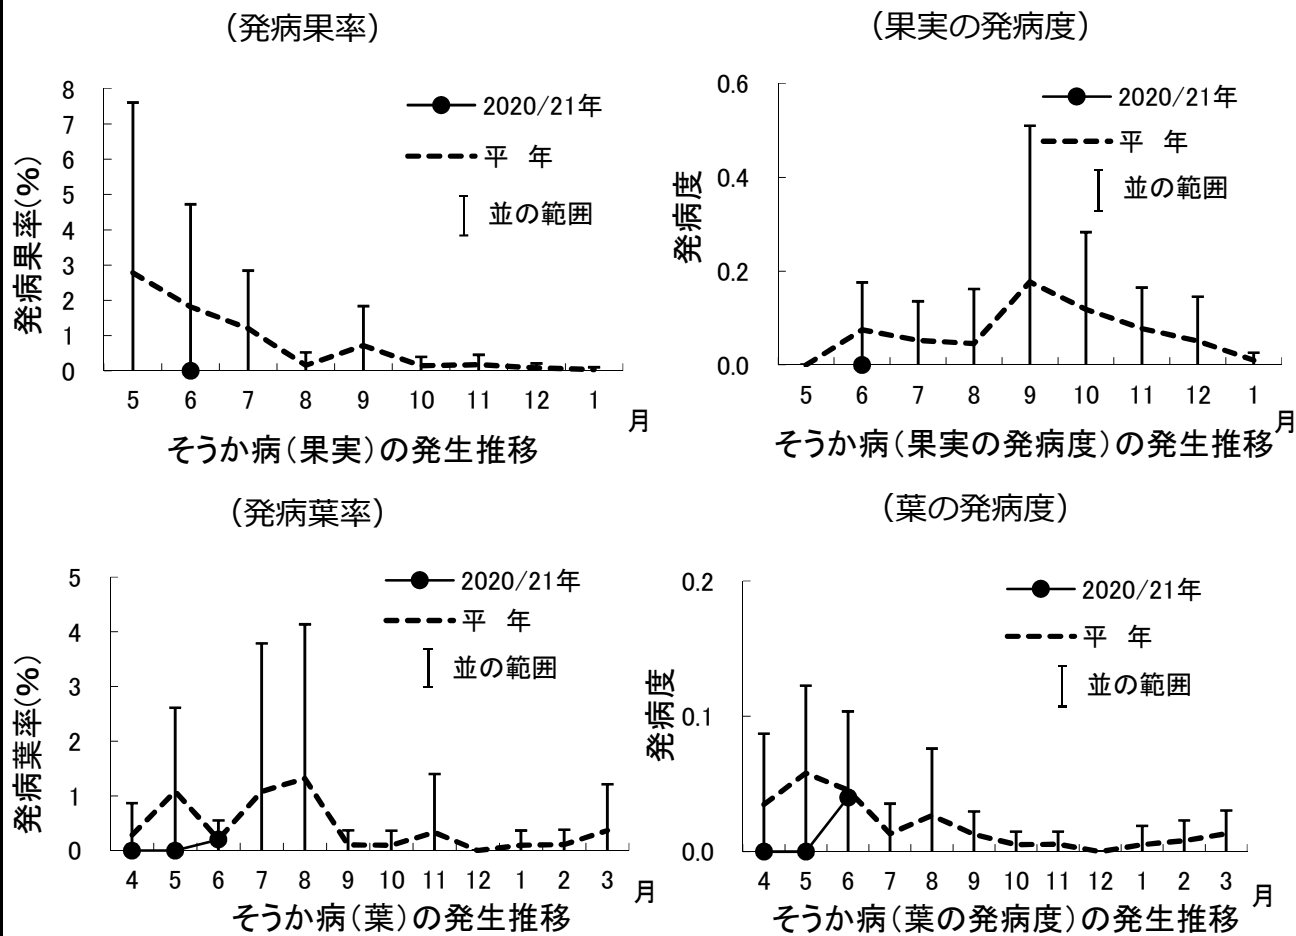 （発病果率）
8
7
6
5
4
3
2
1
0
発病果率(%)
2020/21年
平 年
並の範囲
5 6 7 8 9 10 11 12 1
月
そうか病（果実）の発生推移
（果実の発病度）
0.6
0.4
0.2
0.0
発病度
2020/21年
平 年
並の範囲
5 6 7 8 9 10 11 12 1
月
そうか病（果実の発病度）の発生推移
（発病葉率）
5
4
3
2
1
0
発病葉率(%)
2020/21年
平 年
並の範囲
4 5 6 7 8 9 10 11 12 1 2 3
月
そうか病（葉）の発生推移
（葉の発病度）
0.2
0.1
0.0
発病度
2020/21年
平 年
並の範囲
4 5 6 7 8 9 10 11 12 1 2 3
月
そうか病（葉の発病度）の発生推移